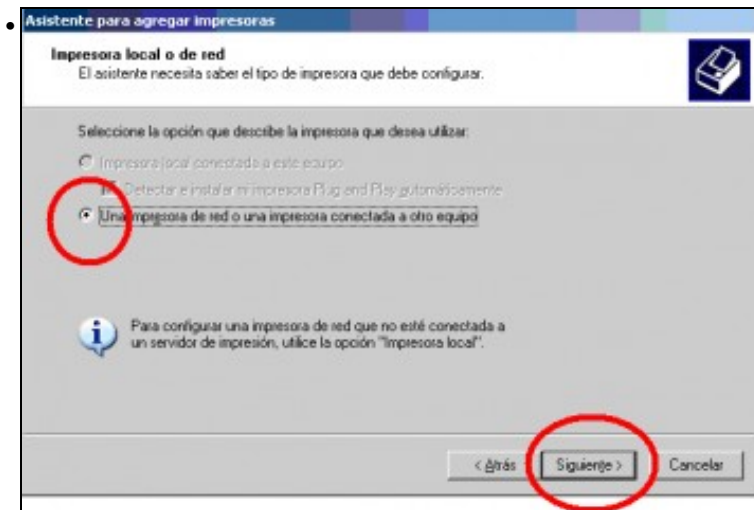 Asistente para agregar impresoras
Impresora local o de red
El asistente necesita saber el tipo de impresora que debe configurar.
Seleccione la opción que describe la impresora que desea utilizar:
Impresora local conectada a este equipo
Detectar e instalar mi impresora Plug and Play automáticamente
Una impresora de red o una impresora conectada a otro equipo
Para configurar una impresora de red que no esté conectada a
un servidor de impresión, utilice la opción "Impresora local".
< Atrás
Siguiente >
Cancelar